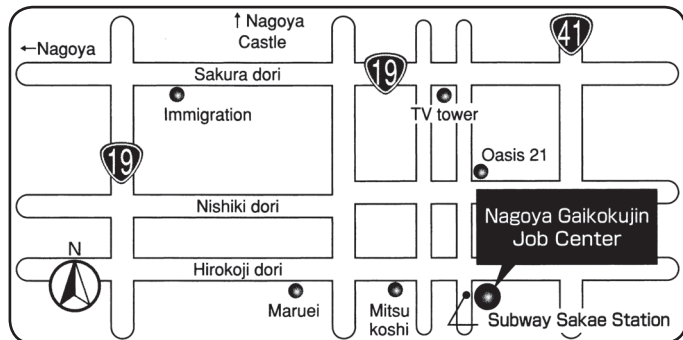 ↑ Nagoya
Castle
←Nagoya
41
19
Sakura dori
Immigration
TV tower
Oasis 21
19
Nishiki dori
Nagoya Gaikokujin
Job Center
N
Hirokoji dori
Maruei
Mitsu
koshi
Subway Sakae Station